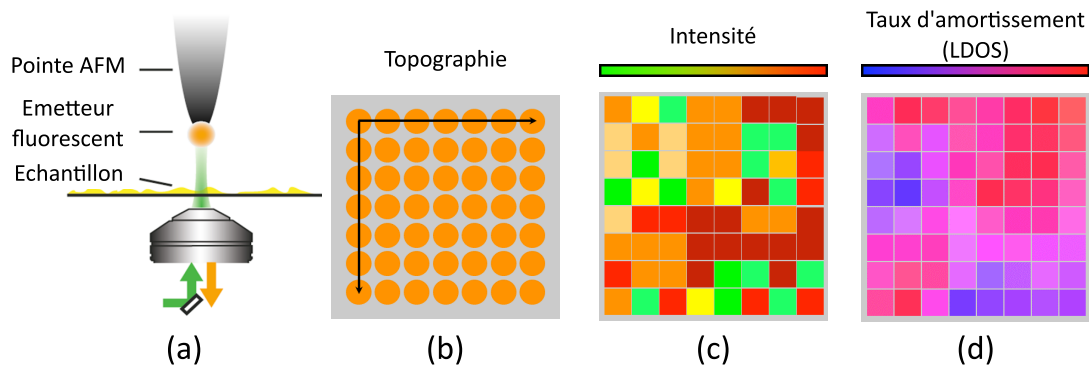 Pointe AFM
Emetteur
fluorescent
Echantillon
(a)
Topographie
(b)
Intensité
(c)
Taux d'amortissement
(LDOS)
(d)